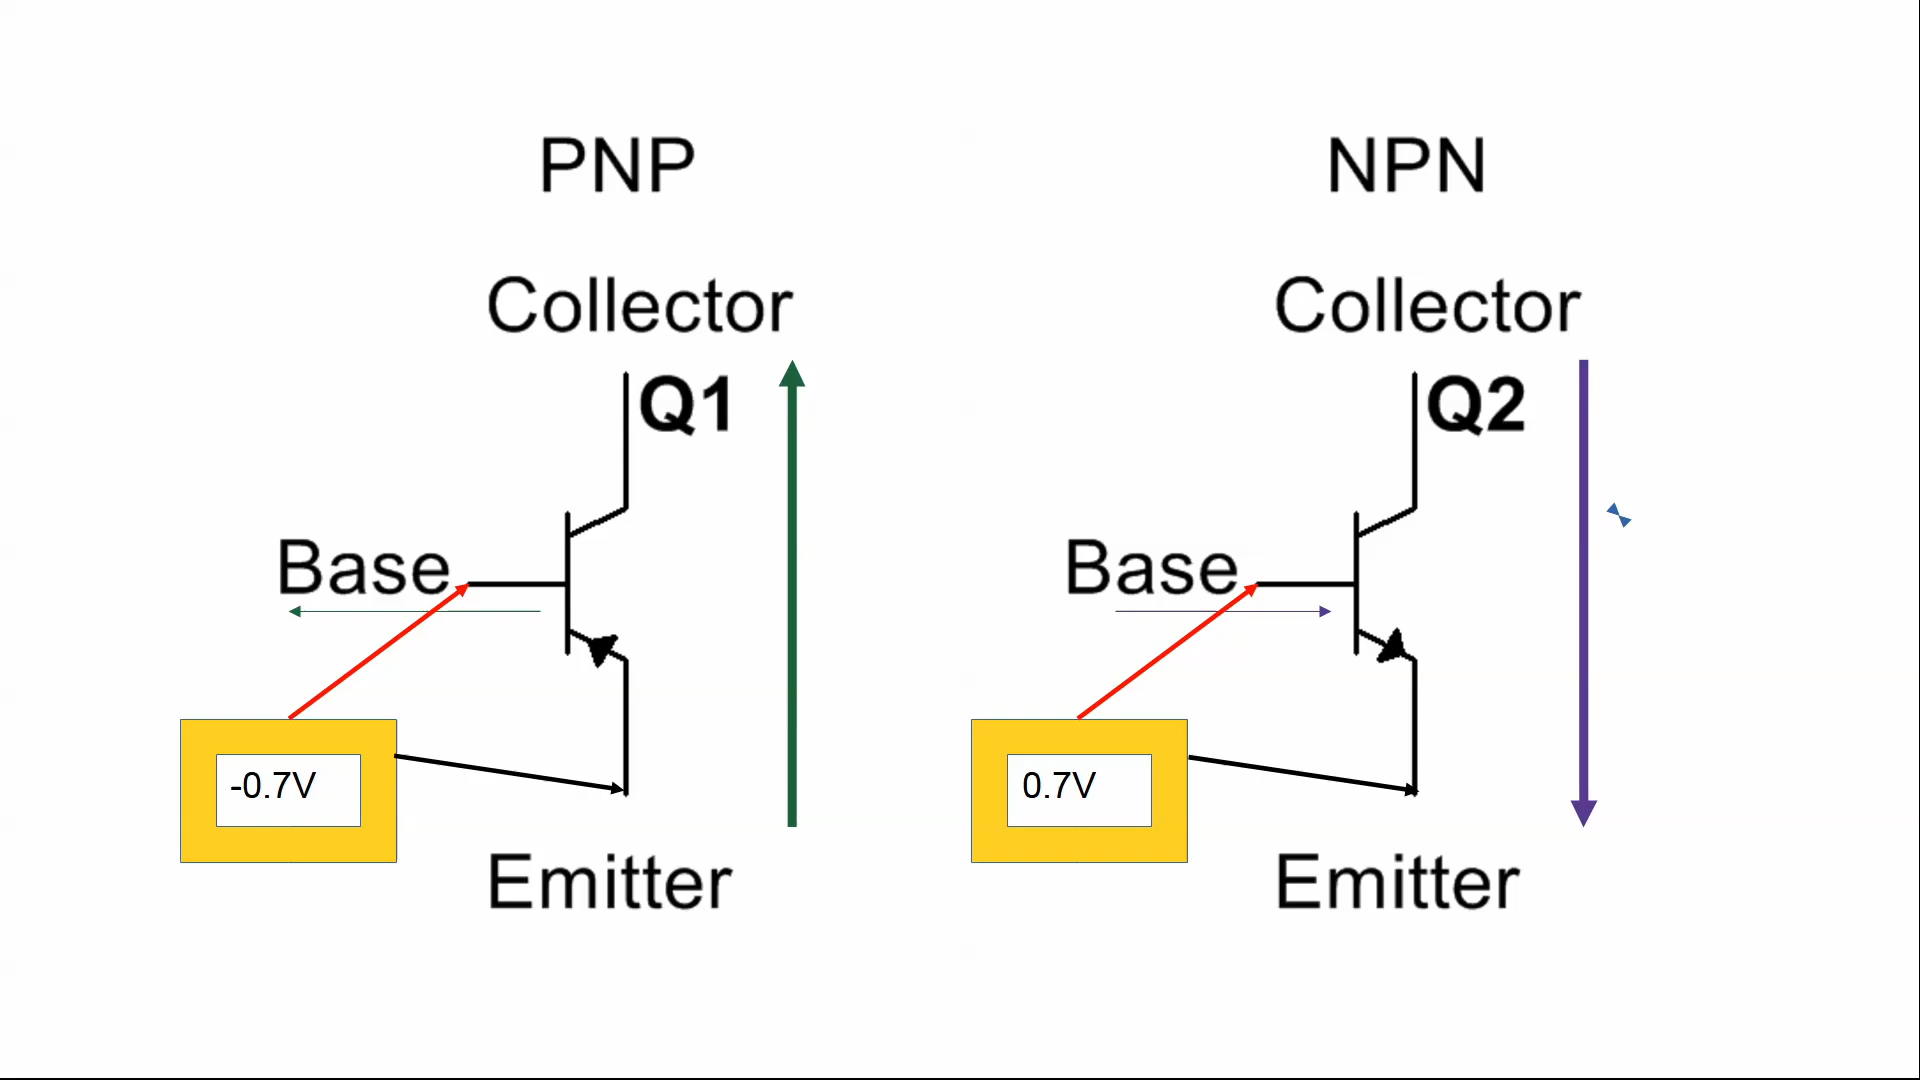 PNP
Collector
Q1
Base
-0.7V
Emitter
NPN
Collector
Q2
Base
0.7V
Emitter